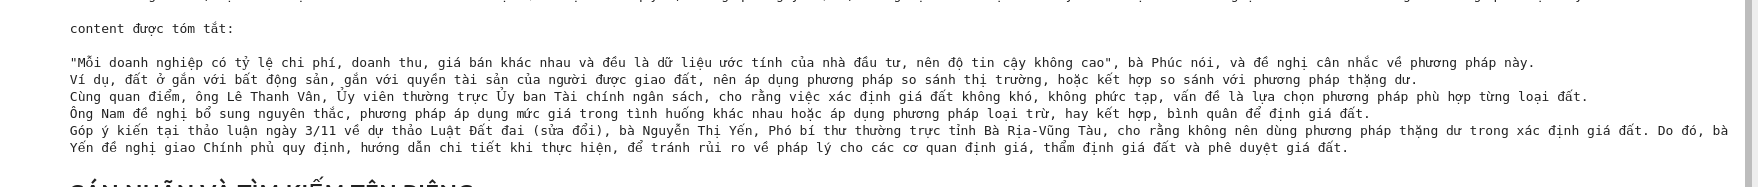 content được tóm tắt:
"Mỗi doanh nghiệp có tỷ lệ chi phí, doanh thu, giá bán khác nhau và đều là dữ liệu ước tính của nhà đầu tư, nên độ tin cậy không cao", bà Phúc nói, và đề nghị cân nhắc về phương pháp này.
Ví dụ, đất ở gắn với bất động sản, gắn với quyền tài sản của người được giao đất, nên áp dụng phương pháp so sánh thị trường, hoặc kết hợp so sánh với phương pháp thặng dư.
Cùng quan điểm, ông Lê Thanh Vân, Ủy viên thường trực Ủy ban Tài chính ngân sách, cho rằng việc xác định giá đất không khó, không phức tạp, vấn đề là lựa chọn phương pháp phù hợp từng loại đất.
Ông Nam đề nghị bổ sung nguyên thắc, phương pháp áp dụng mức giá trong tình huống khác nhau hoặc áp dụng phương pháp loại trừ, hay kết hợp, bình quân để định giá đất.
Góp ý kiến tại thảo luận ngày 3/11 về dự thảo Luật Đất đai (sửa đổi), bà Nguyễn Thị Yến, Phó bí thư thường trực tỉnh Bà Rịa-Vũng Tàu, cho rằng không nên dùng phương pháp thặng dư trong xác định giá đất. Do đó, bà
Yến đề nghị giao Chính phủ quy định, hướng dẫn chi tiết khi thực hiện, để tránh rủi ro về pháp lý cho các cơ quan định giá, thẩm định giá đất và phê duyệt giá đất.